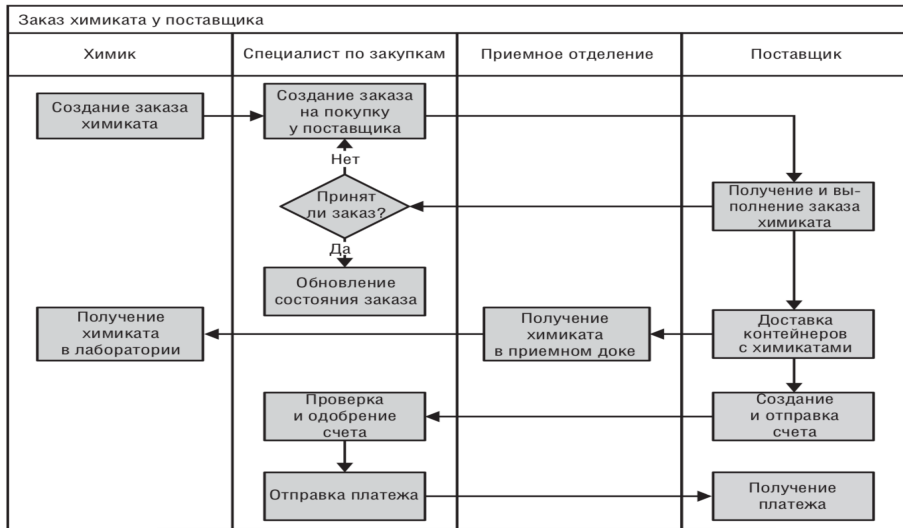 Заказ химиката у поставщика
Химик
Специалист по закупкам
Приемное отделение
Поставщик
Создание заказа
химиката
Создание заказа
на покупку
у поставщика
Нет
Принят
ли заказ?
Да
Получение и вы-
полнение заказа
химиката
Обновление
состояния заказа
Получение
химиката
в лаборатории
Получение
химиката
в приемном доке
Доставка
контейнеров
с химикатами
Проверка
и одобрение
счета
Создание
и отправка
счета
Отправка платежа
Получение
платежа